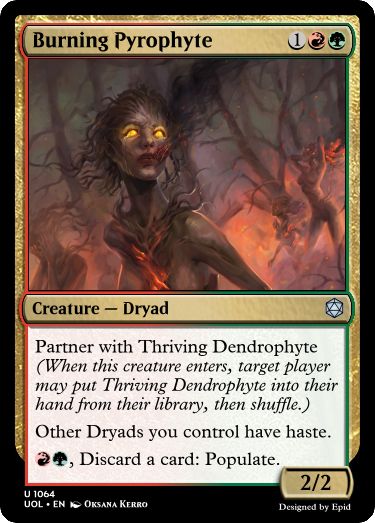 Burning Pyrophyte 1
Creature — Dryad
Partner with Thriving Dendrophyte
(When this creature enters, target player
may put Thriving Dendrophyte into their
hand from their library, then shuffle.)
Other Dryads you control have haste.
, Discard a card: Populate.
2/2
U 1064
UOL • EN Oksana Kerro
Designed by Epid